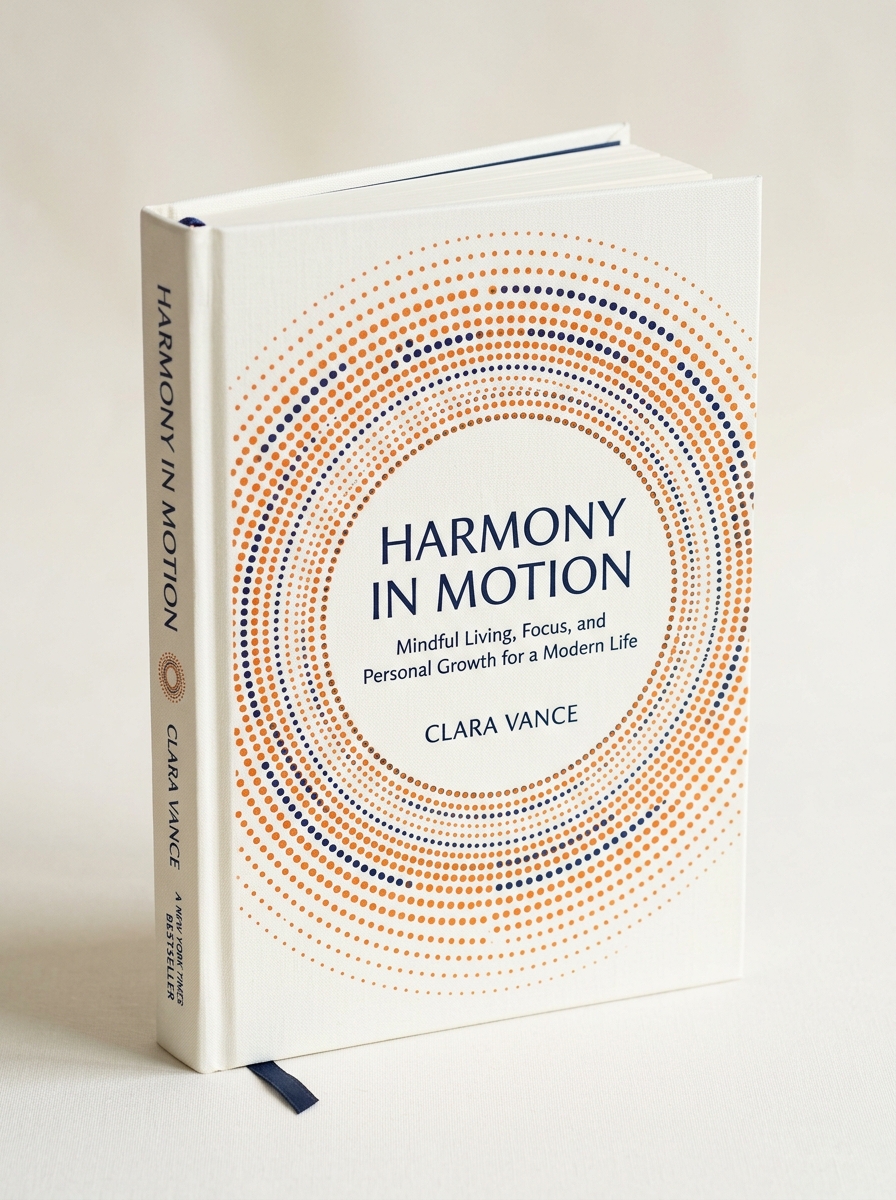 HARMONY IN MOTION
CLARA VANCE
A NEW YORK TIMES
BESTSELLER
HARMONY
IN MOTION
Mindful Living, Focus, and
Personal Growth for a Modern Life
CLARA VANCE